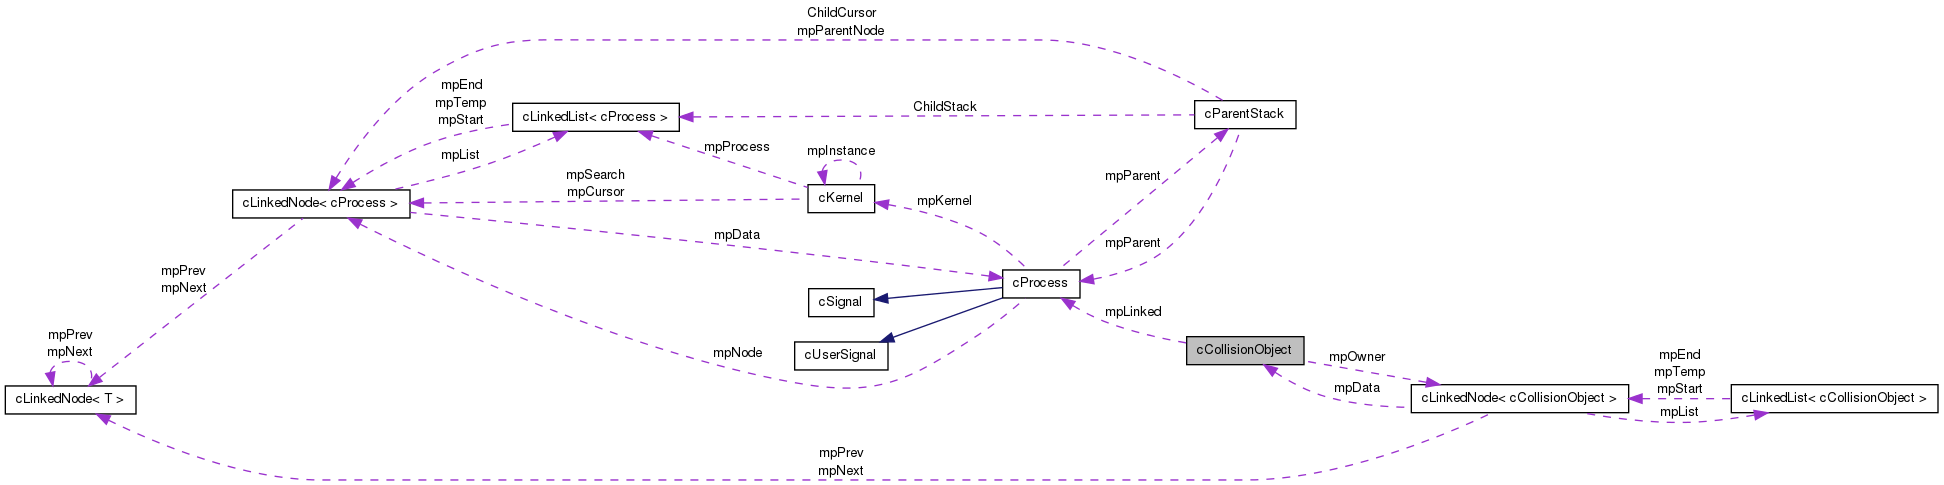 ChildCursor
mpParentNode
mpEnd
mpTemp
mpStart
cLinkedList< cProcess >
ChildStack
cParentStack
mpList
mpProcess
mpInstance
mpSearch
mpCursor
cKernel
mpParent
cLinkedNode< cProcess >
mpKernel
mpData
mpParent
mpPrev
mpNext
cProcess
cSignal
mpLinked
cUserSignal
mpNode
cCollisionObject
mpOwner
mpData
mpPrev
mpNext
cLinkedNode< T >
mpEnd
mpTemp
mpStart
cLinkedNode< cCollisionObject >
mpList
cLinkedList< cCollisionObject >
mpPrev
mpNext